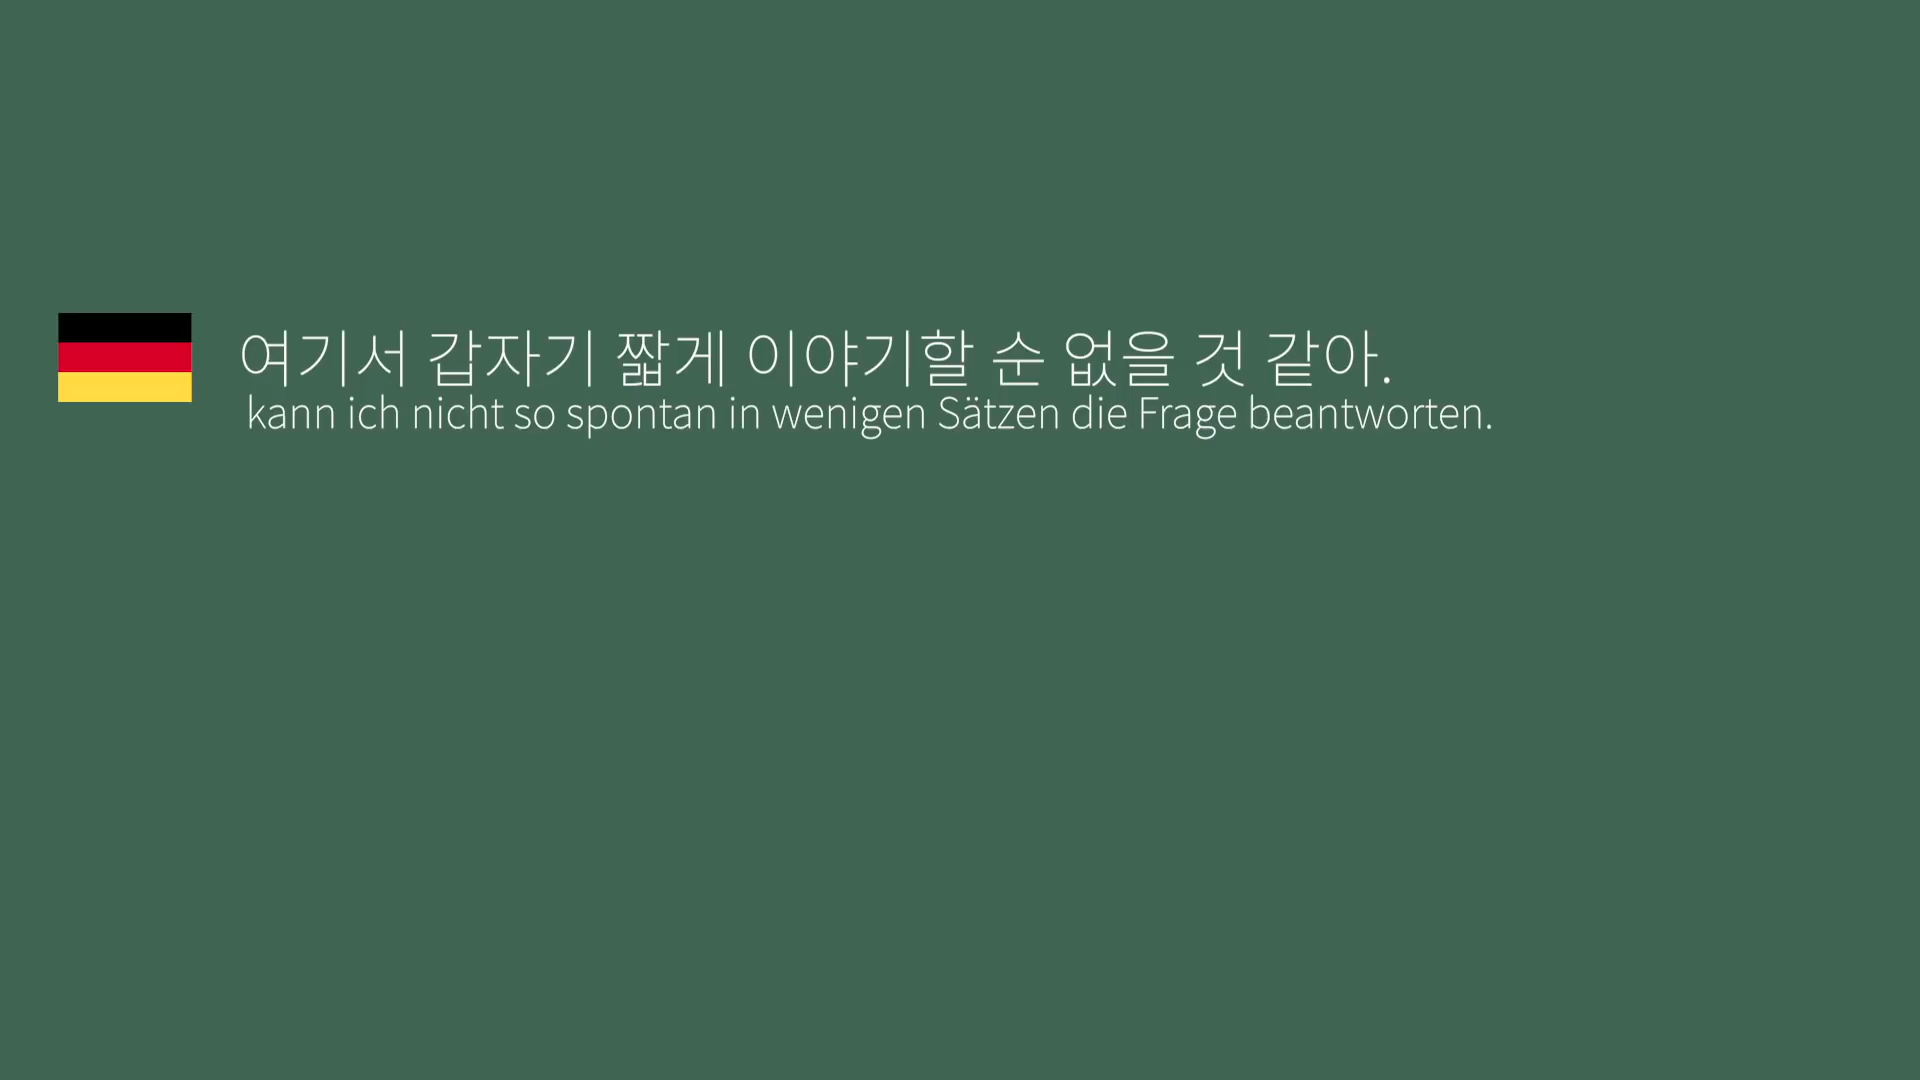 여기서 갑자기 짧게 이야기할 순 없을 것 같아.
kann ich nicht so spontan in wenigen Sätzen die Frage beantworten.